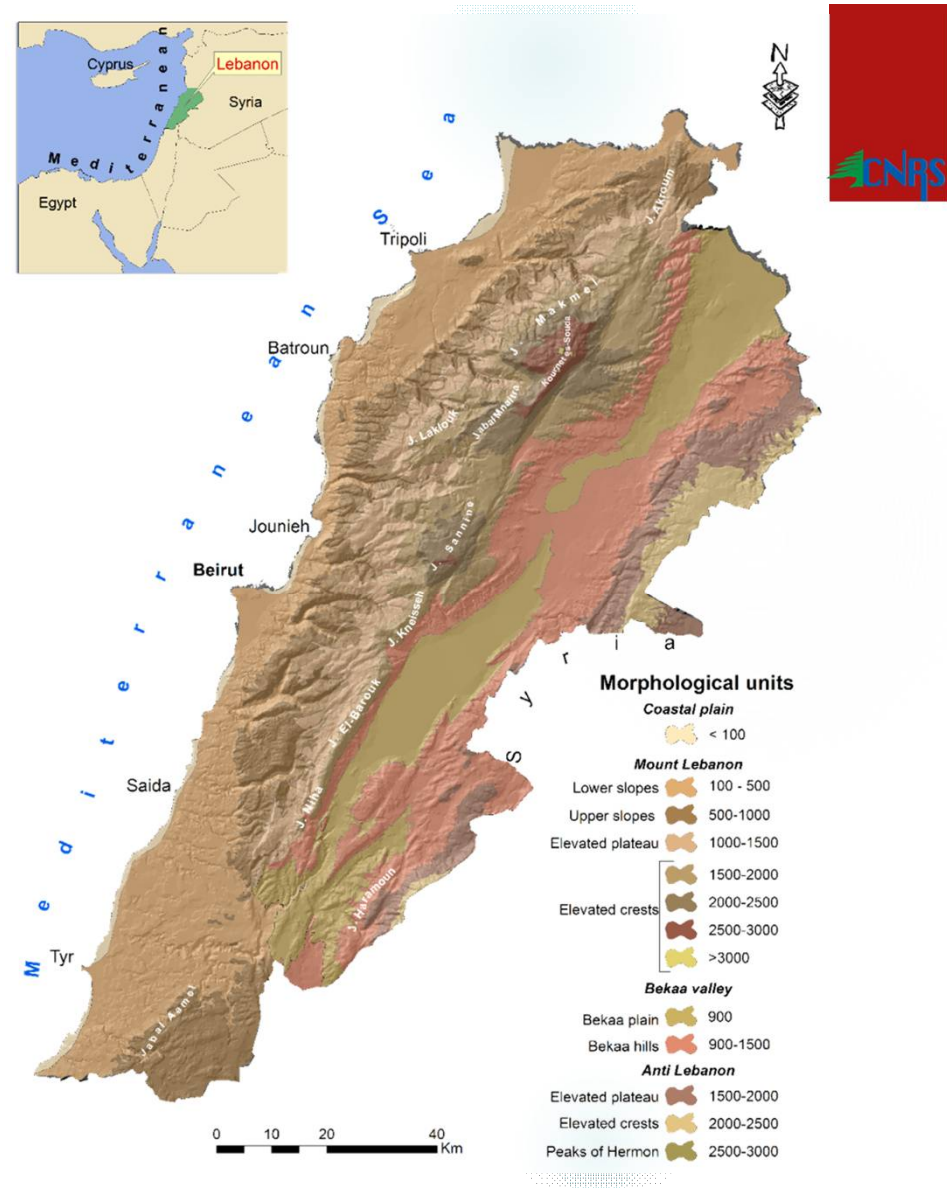 Mediterranean
Cyprus
Lebanon
Syria
Egypt
N
CNRS
Mediterranean Sea
Tripoli
Batroun
Jounieh
Beirut
Saida
Tyr
J. Akroum
J. Makmel
Kournet es-Souda
Jabal Mnaitra
J. Laklouk
J. Sannine
J. Kneisseh
J. El-Barouk
J. Niha
J. Haramoun
Jabal Aamel
Syria
Morphological units
Coastal plain
< 100
Mount Lebanon
Lower slopes 100 - 500
Upper slopes 500-1000
Elevated plateau 1000-1500
1500-2000
Elevated crests 2000-2500
2500-3000
>3000
Bekaa valley
Bekaa plain 900
Bekaa hills 900-1500
Anti Lebanon
Elevated plateau 1500-2000
Elevated crests 2000-2500
Peaks of Hermon 2500-3000
0 10 20 40
Km